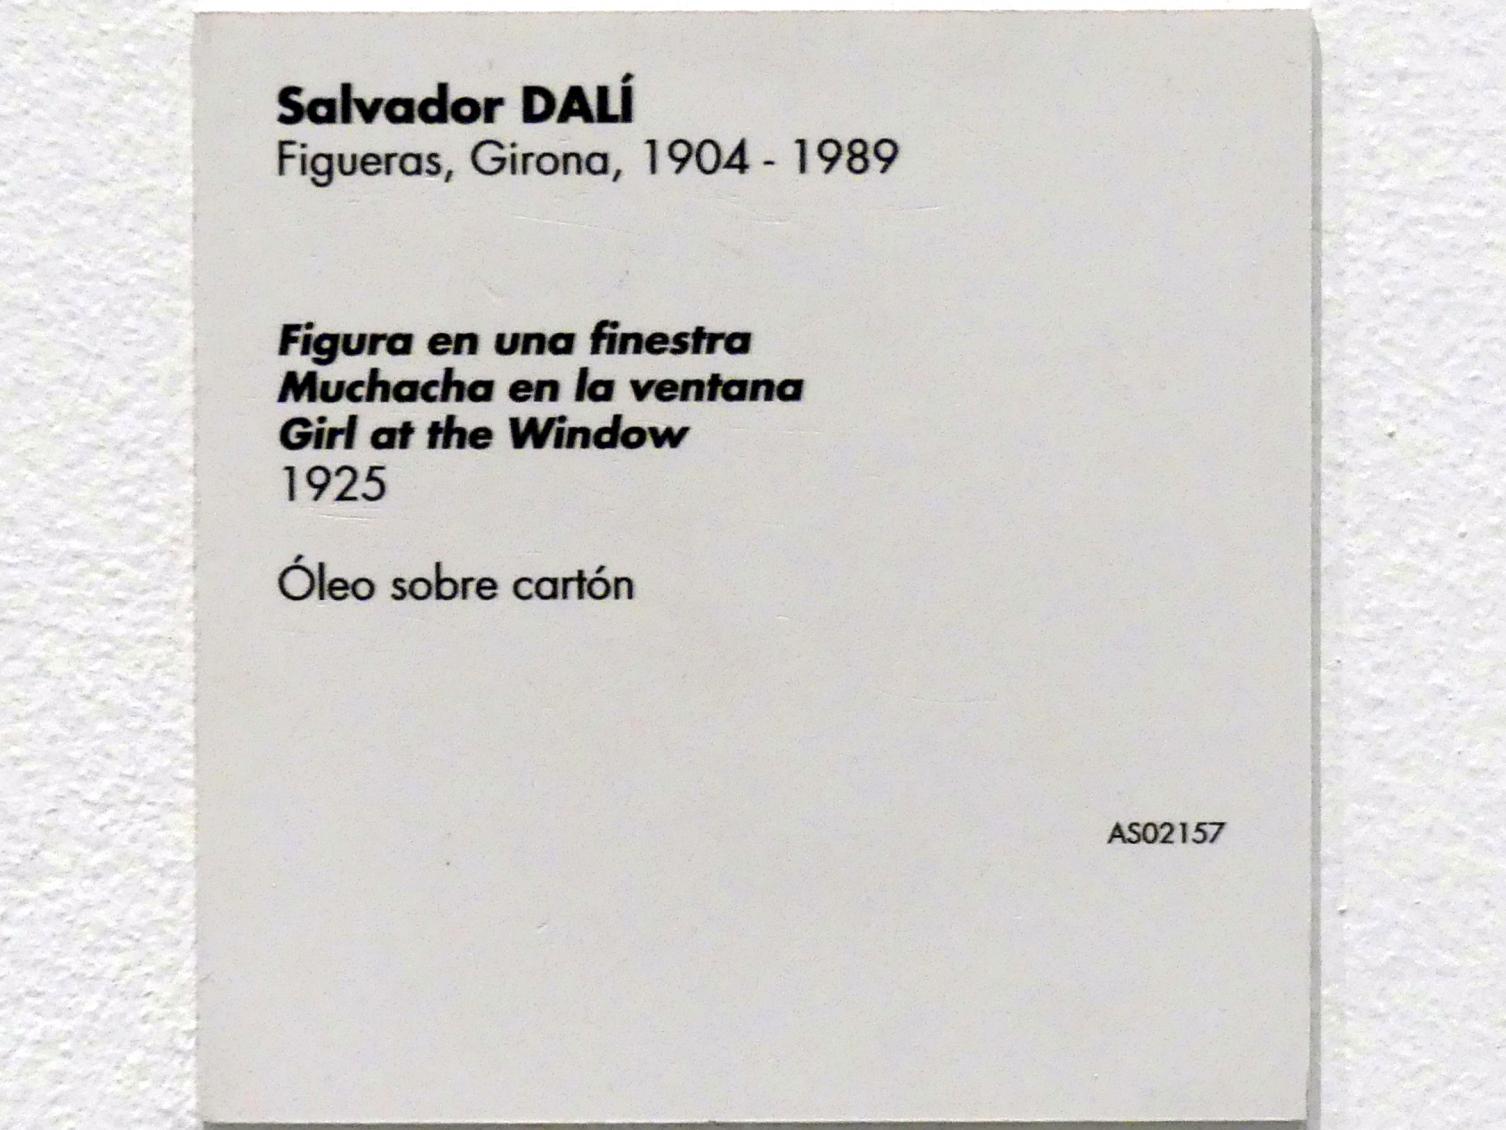 Salvador DALÍ
Figueras, Girona, 1904 - 1989
Figura en una finestra
Muchacha en la ventana
Girl at the Window
1925
Óleo sobre cartón
AS02157